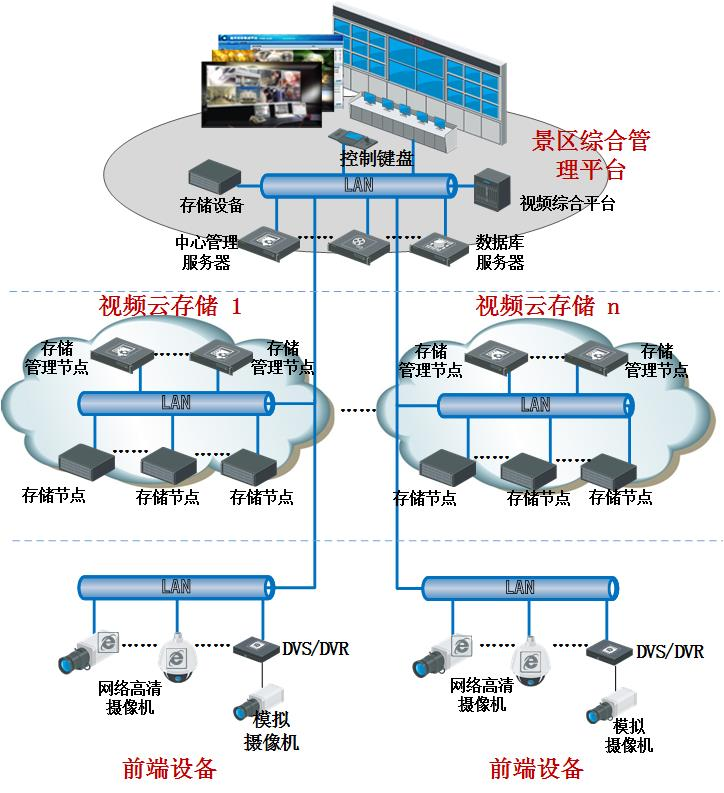 景区综合管
理平台
控制键盘
LAN
存储设备
视频综合平台
中心管理
服务器
数据库
服务器
视频云存储 1
视频云存储 n
存储
管理节点
存储
管理节点
存储
管理节点
存储
管理节点
LAN
LAN
存储节点
存储节点
存储节点
存储节点
存储节点
存储节点
LAN
LAN
DVS/DVR
DVS/DVR
网络高清
摄像机
网络高清
摄像机
模拟
摄像机
模拟
摄像机
前端设备
前端设备